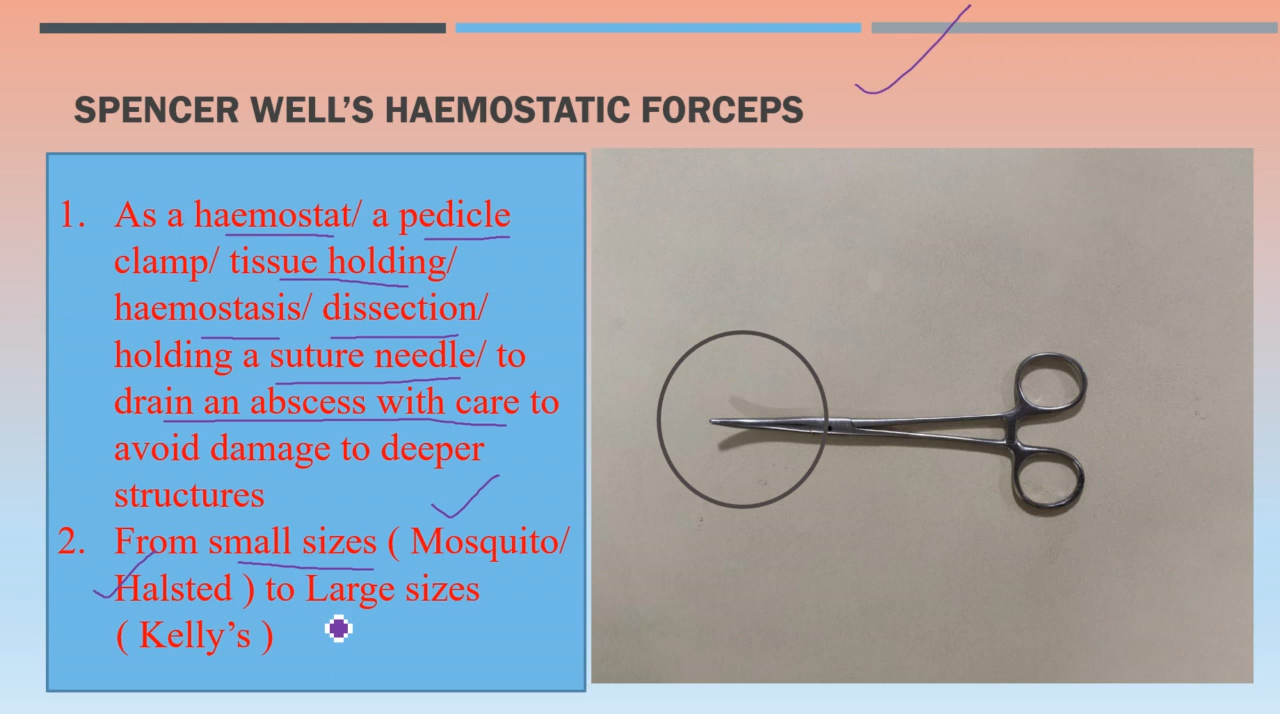 SPENCER WELL’S HAEMOSTATIC FORCEPS
1. As a haemostat/ a pedicle
clamp/ tissue holding/
haemostasis/ dissection/
holding a suture needle/ to
drain an abscess with care to
avoid damage to deeper
structures
2. From small sizes ( Mosquito/
Halsted ) to Large sizes
( Kelly’s )